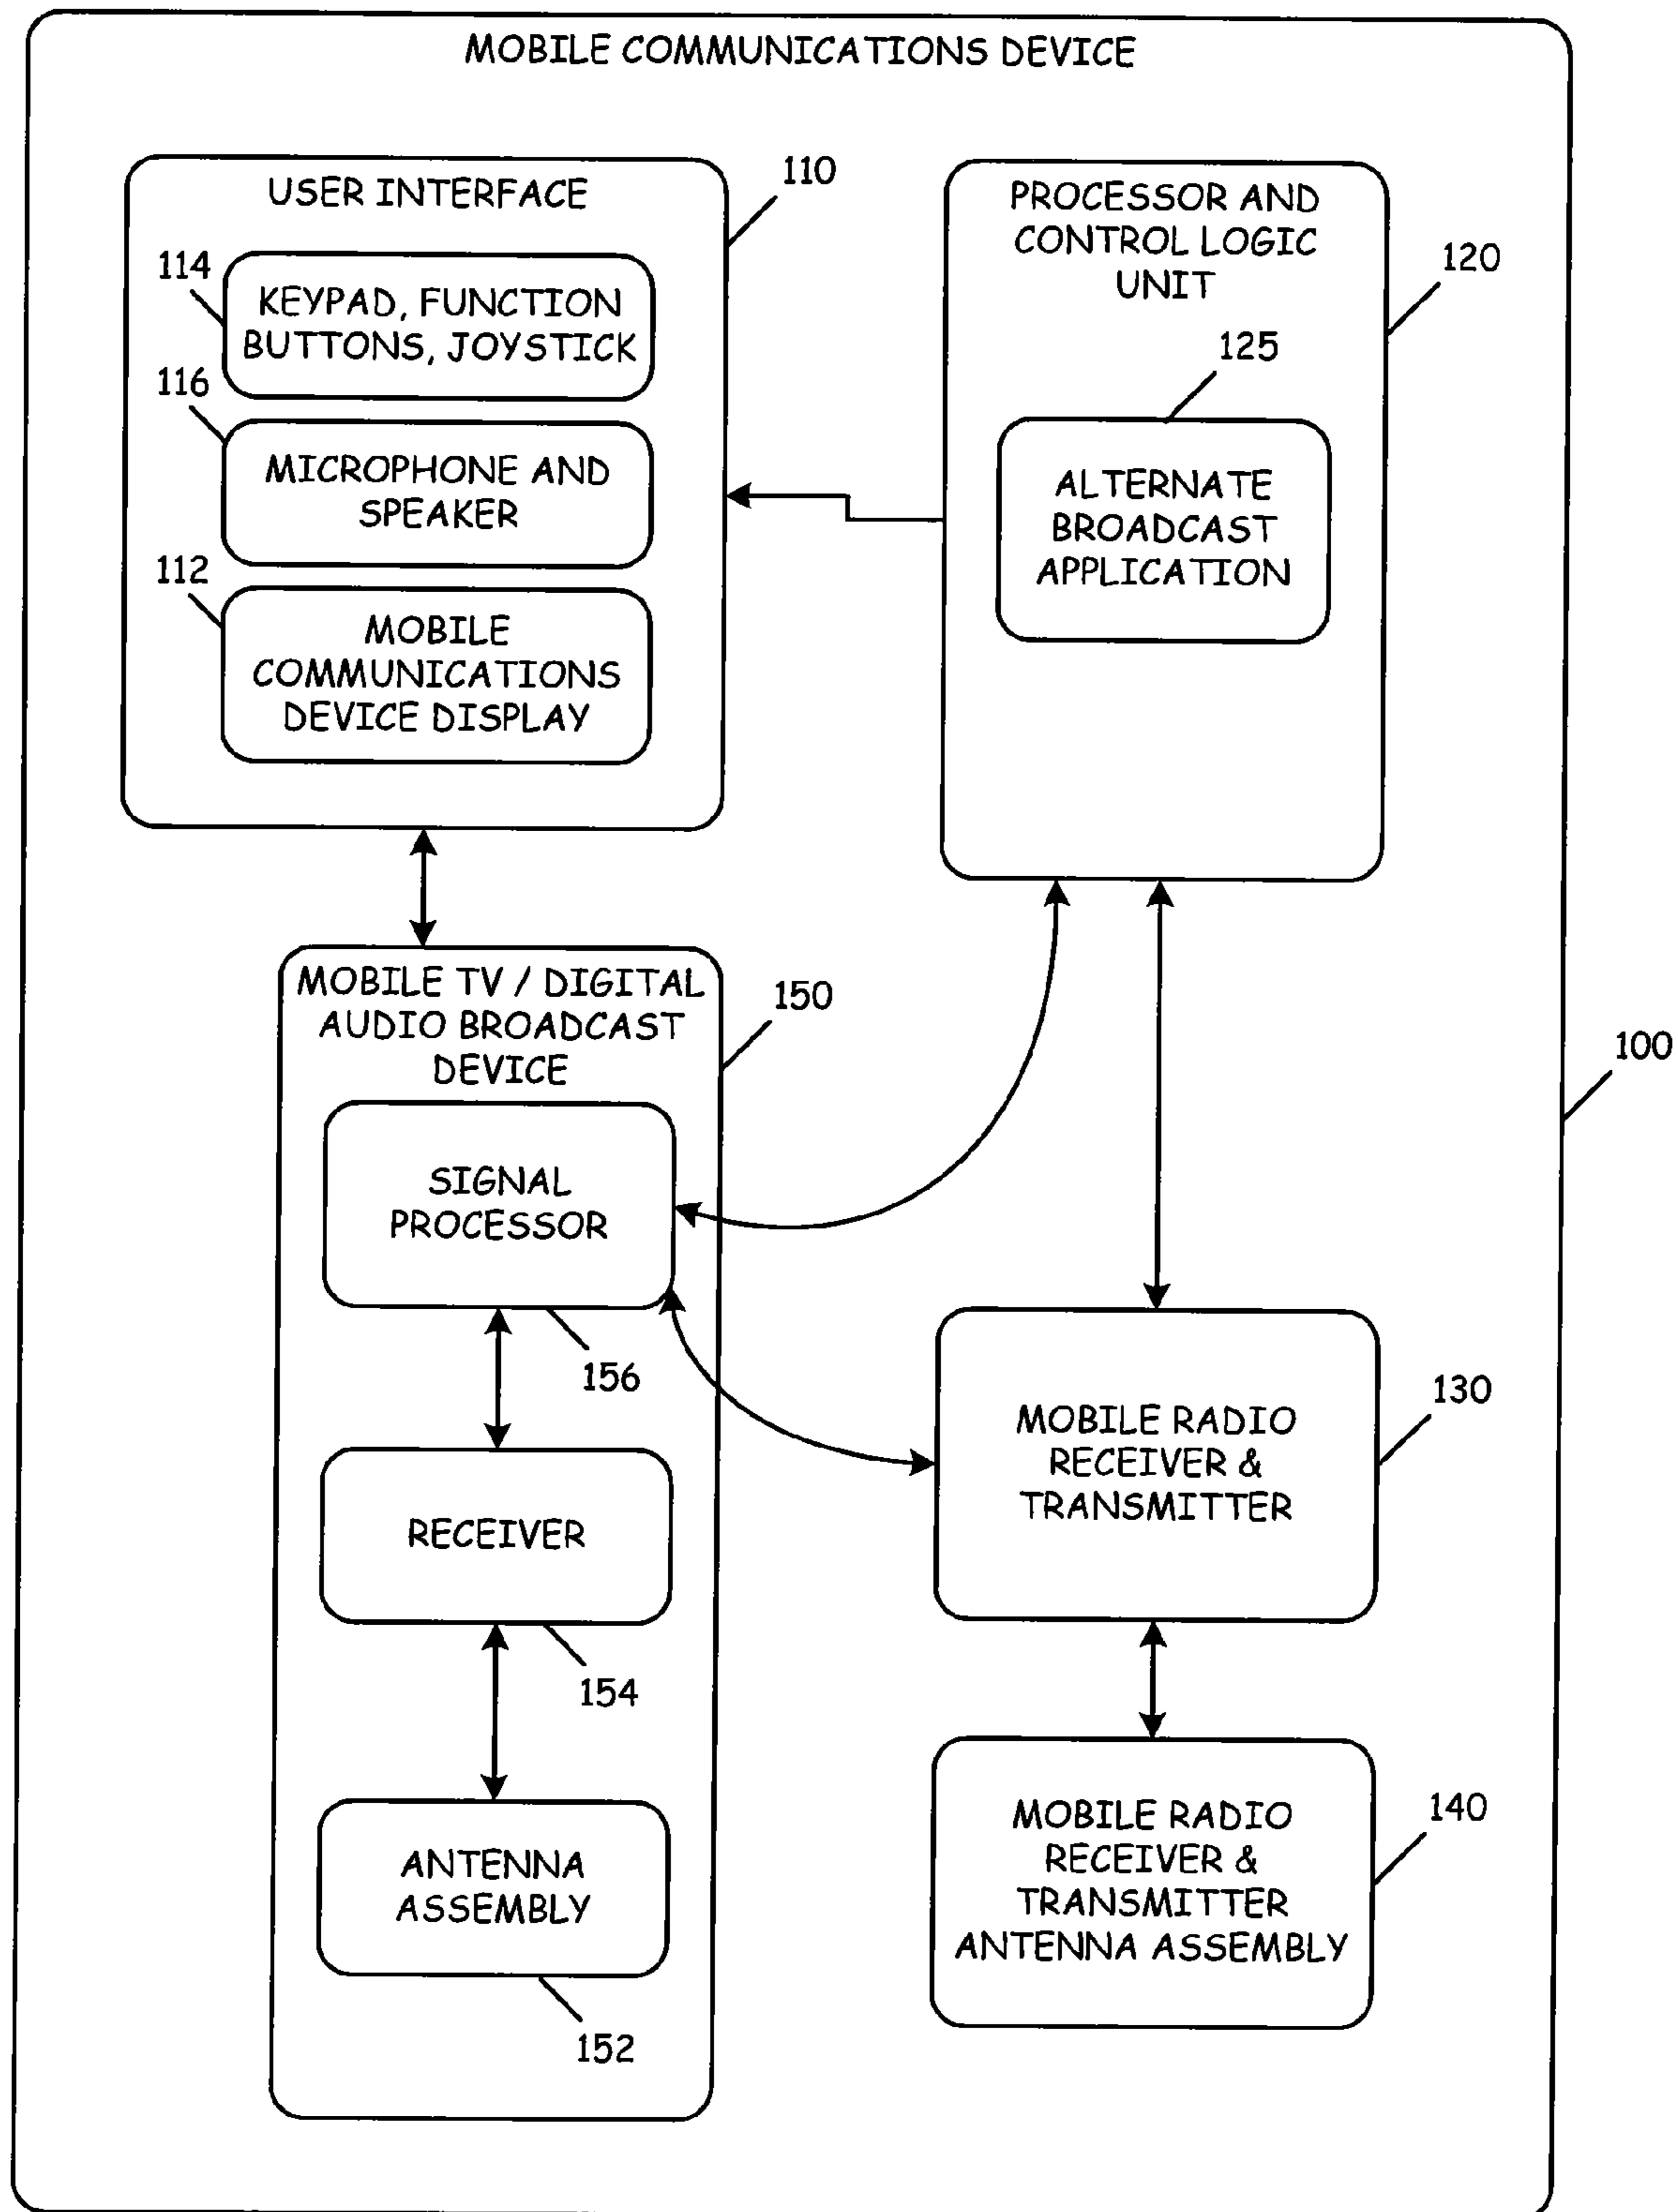 MOBILE COMMUNICATIONS DEVICE
USER INTERFACE
110
114
KEYPAD, FUNCTION
BUTTONS, JOYSTICK
116
MICROPHONE AND
SPEAKER
112
MOBILE
COMMUNICATIONS
DEVICE DISPLAY
PROCESSOR AND
CONTROL LOGIC
UNIT
120
125
ALTERNATE
BROADCAST
APPLICATION
MOBILE TV / DIGITAL
AUDIO BROADCAST
DEVICE
150
100
SIGNAL
PROCESSOR
156
RECEIVER
154
ANTENNA
ASSEMBLY
152
MOBILE RADIO
RECEIVER &
TRANSMITTER
130
MOBILE RADIO
RECEIVER &
TRANSMITTER
ANTENNA ASSEMBLY
140